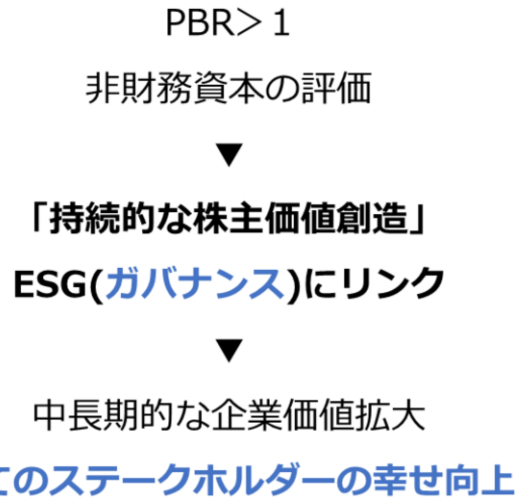 PBR＞１
非財務資本の評価
▼
「持続的な株主価値創造」
ESG(ガバナンス)にリンク
▼
中長期的な企業価値拡大
てのステークホルダーの幸せ向上